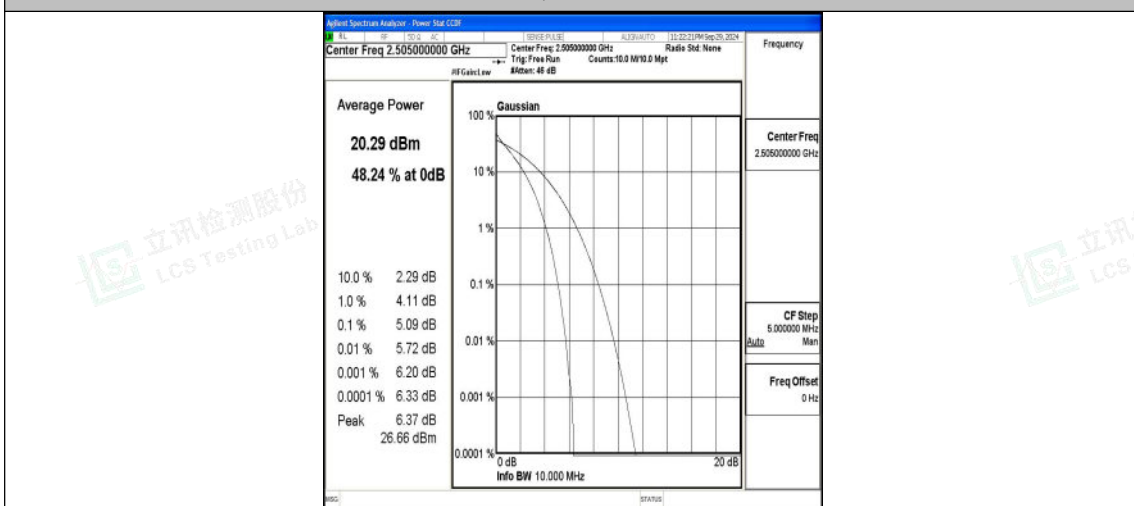 Agilent Spectrum Analyzer - Power Stat CCDF
RL RF 50 Ω AC SENSE:PULSE ALIGNAUTO 11:22:21 PM Sep 29, 2024
Center Freq 2.505000000 GHz
Center Freq: 2.505000000 GHz Radio Std: None
Trig: Free Run Counts:10.0 M/10.0 Mpt
#IFGain:Low #Atten: 46 dB
Frequency
Average Power
20.29 dBm
48.24 % at 0dB
10.0 % 2.29 dB
1.0 % 4.11 dB
0.1 % 5.09 dB
0.01 % 5.72 dB
0.001 % 6.20 dB
0.0001 % 6.33 dB
Peak 6.37 dB
26.66 dBm
Gaussian
100 %
10 %
1 %
0.1 %
0.01 %
0.001 %
0.0001 %
0 dB 20 dB
Info BW 10.000 MHz
Center Freq
2.505000000 GHz
CF Step
5.000000 MHz
Auto Man
Freq Offset
0 Hz
MSG STATUS
立讯检测股份
LCS Testing Lab
立讯
LCS